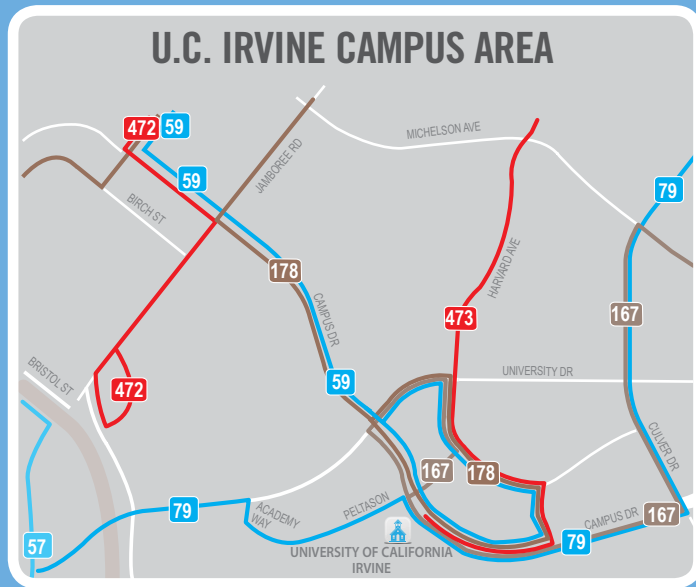 U.C. IRVINE CAMPUS AREA
472
59
MICHELSON AVE
JAMBOREE RD
59
79
BIRCH ST
178
HARVARD AVE
CAMPUS DR
473
167
BRISTOL ST
472
59
UNIVERSITY DR
CULVER DR
167
178
79
ACADEMY
WAY
PELTASON
CAMPUS DR
167
57
UNIVERSITY OF CALIFORNIA
IRVINE
79